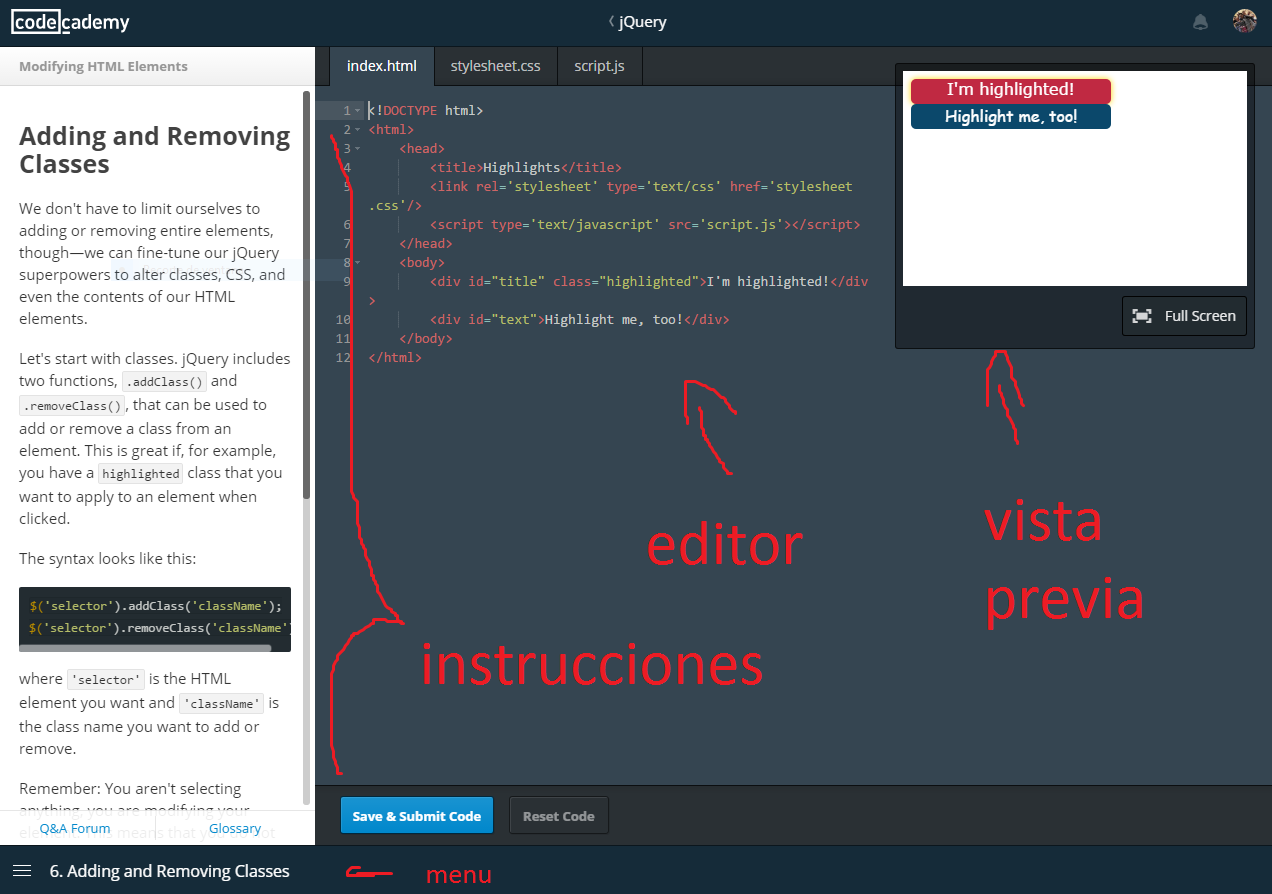 codecademy
jQuery
Modifying HTML Elements
index.html
stylesheet.css
script.js
Adding and Removing
Classes
We don't have to limit ourselves to
adding or removing entire elements,
though—we can fine-tune our jQuery
superpowers to alter classes, CSS, and
even the contents of our HTML
elements.
Let's start with classes. jQuery includes
two functions, .addClass() and
.removeClass(), that can be used to
add or remove a class from an
element. This is great if, for example,
you have a highlighted class that you
want to apply to an element when
clicked.
The syntax looks like this:
$('selector').addClass('className');
$('selector').removeClass('className'
where 'selector' is the HTML
element you want and 'className' is
the class name you want to add or
remove.
Remember: You aren't selecting
anything, you are modifying your
Q&A Forum
Glossary
1 <!DOCTYPE html>
2 <html>
3 <head>
4 <title>Highlights</title>
5 <link rel='stylesheet' type='text/css' href='stylesheet
.css'/>
6 <script type='text/javascript' src='script.js'></script>
7 </head>
8 <body>
9 <div id="title" class="highlighted">I'm highlighted!</div
>
10 <div id="text">Highlight me, too!</div>
11 </body>
12 </html>
I'm highlighted!
Highlight me, too!
Full Screen
editor
vista
previa
instrucciones
Save & Submit Code
Reset Code
6. Adding and Removing Classes
menu